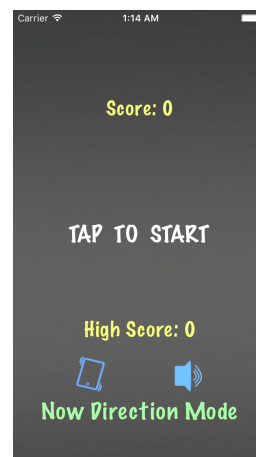 Carrier 1:14 AM
Score: 0
TAP TO START
High Score: 0
Now Direction Mode